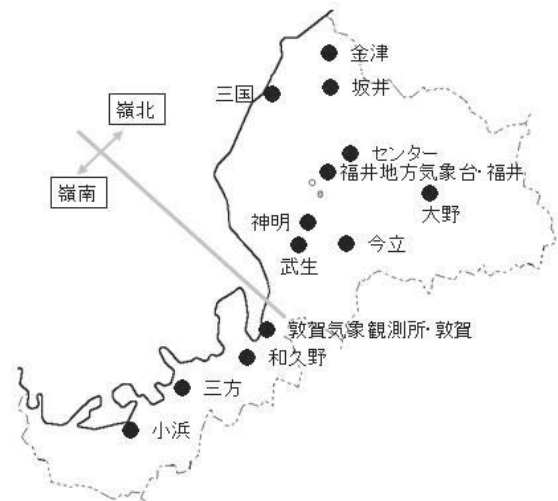 金津
三国
坂井
嶺北
センター
福井地方気象台・福井
嶺南
大野
神明
武生
今立
敦賀気象観測所・敦賀
和久野
三方
小浜